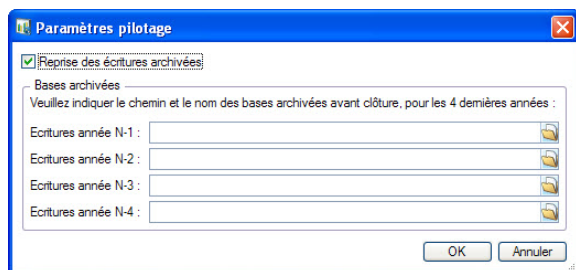 Paramètres pilotage
Reprise des écritures archivées
Bases archivées
Veuillez indiquer le chemin et le nom des bases archivées avant clôture, pour les 4 dernières années :
Ecritures année N-1 :
Ecritures année N-2 :
Ecritures année N-3 :
Ecritures année N-4 :
OK Annuler